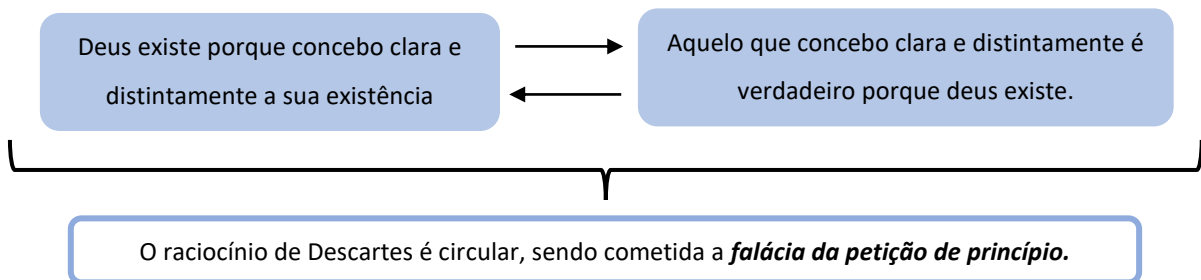 Deus existe porque concebo clara e
distintamente a sua existência
Aquelo que concebo clara e distintamente é
verdadeiro porque deus existe.
O raciocínio de Descartes é circular, sendo cometida a falácia da petição de princípio.